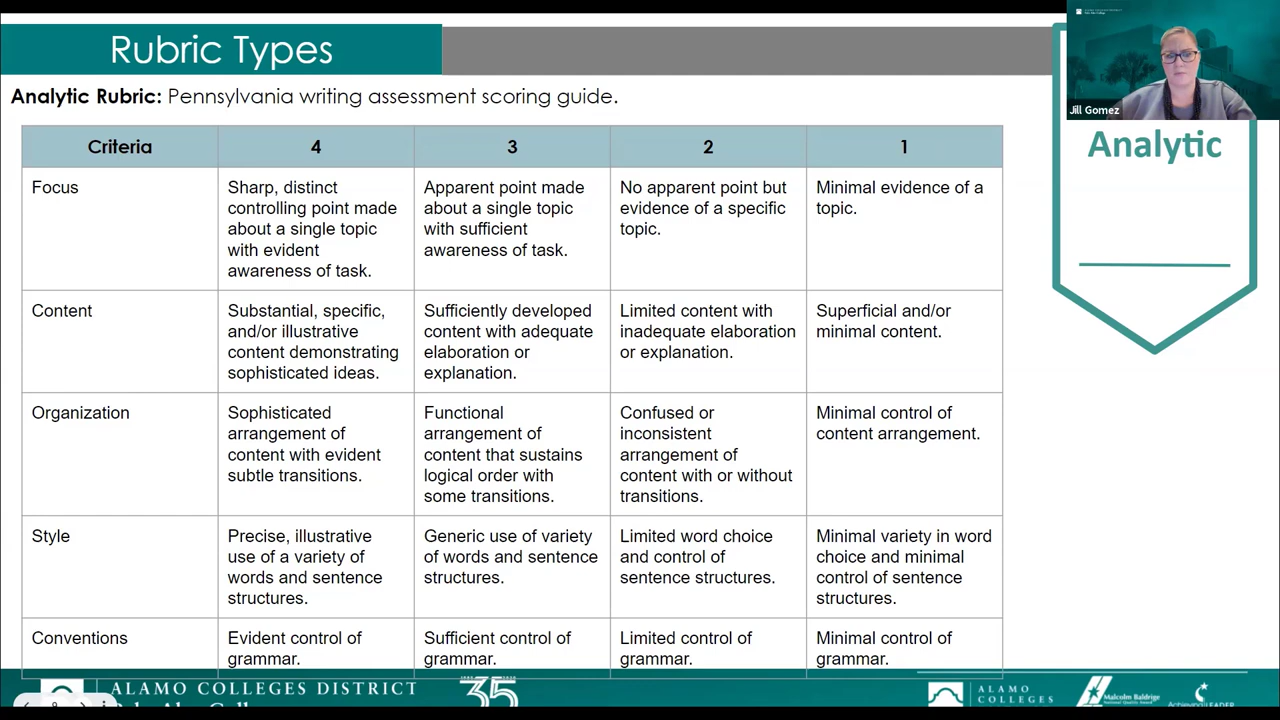 Rubric Types
Analytic Rubric: Pennsylvania writing assessment scoring guide.
Jill Gomez
Analytic
Criteria 4 3 2 1
Focus
Sharp, distinct
controlling point made
about a single topic
with evident
awareness of task.
Apparent point made
about a single topic
with sufficient
awareness of task.
No apparent point but
evidence of a specific
topic.
Minimal evidence of a
topic.
Content
Substantial, specific,
and/or illustrative
content demonstrating
sophisticated ideas.
Sufficiently developed
content with adequate
elaboration or
explanation.
Limited content with
inadequate elaboration
or explanation.
Superficial and/or
minimal content.
Organization
Sophisticated
arrangement of
content with evident
subtle transitions.
Functional
arrangement of
content that sustains
logical order with
some transitions.
Confused or
inconsistent
arrangement of
content with or without
transitions.
Minimal control of
content arrangement.
Style
Precise, illustrative
use of a variety of
words and sentence
structures.
Generic use of variety
of words and sentence
structures.
Limited word choice
and control of
sentence structures.
Minimal variety in word
choice and minimal
control of sentence
structures.
Conventions
Evident control of
grammar.
Sufficient control of
grammar.
Limited control of
grammar.
Minimal control of
grammar.
ALAMO COLLEGES DISTRICT
35
ALAMO
COLLEGES
Malcolm Baldrige